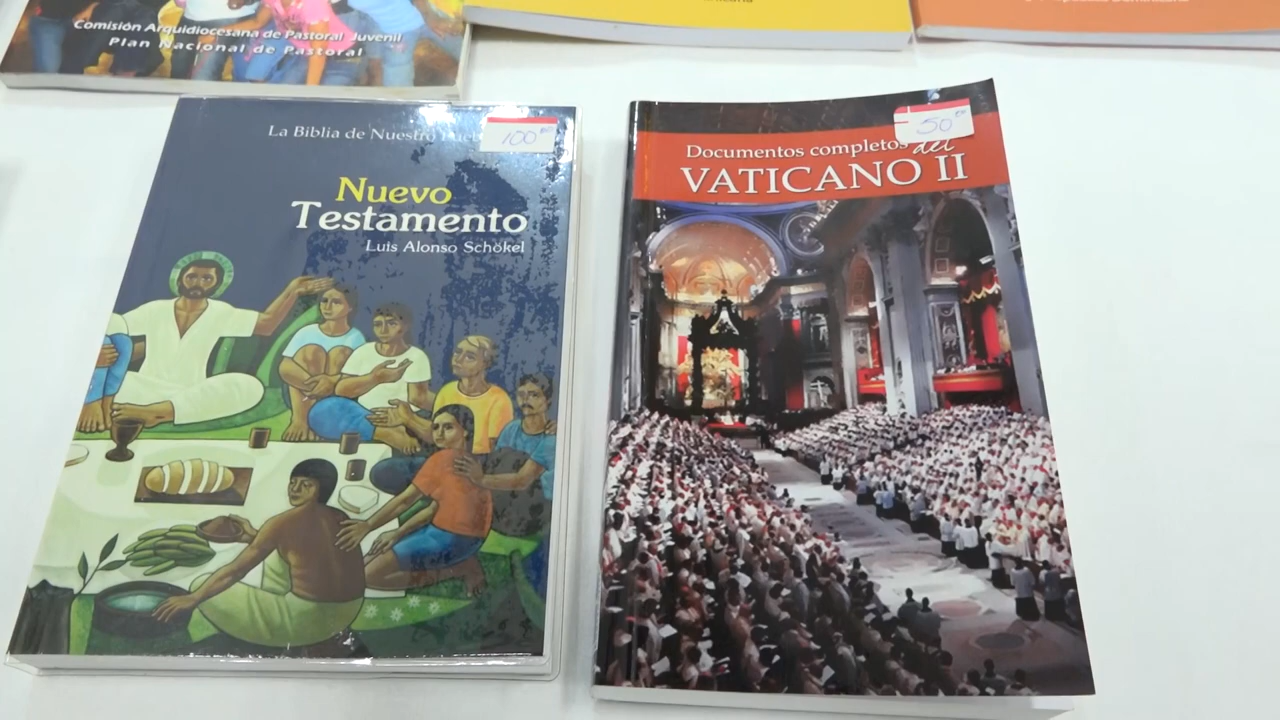 Comisión Arquidiocesana de Pastoral Juvenil
Plan Nacional de Pastoral
La Biblia de Nuestro
100
Nuevo
Testamento
Luis Alonso Schökel
50
Documentos completos del
VATICANO II